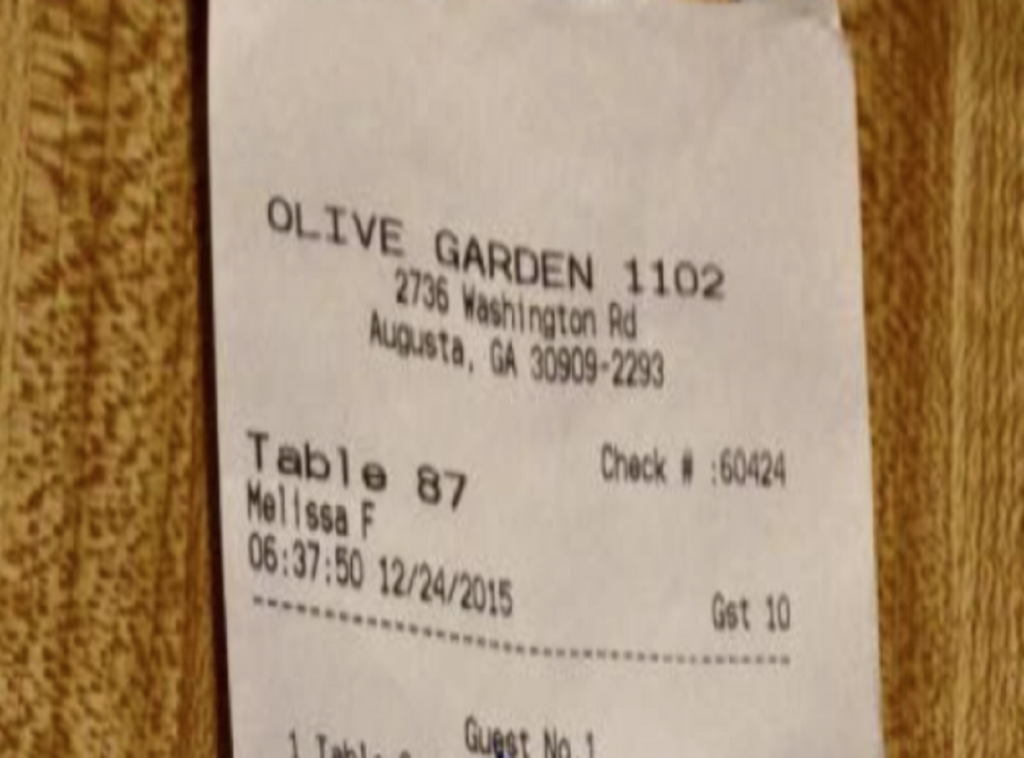 OLIVE GARDEN 1102
2736 Washington Rd
Augusta, GA 30909-2293
Table 87 Check # :60424
Melissa F
06:37:50 12/24/2015 Gst 10
--------------------------------
Guest No.1
1